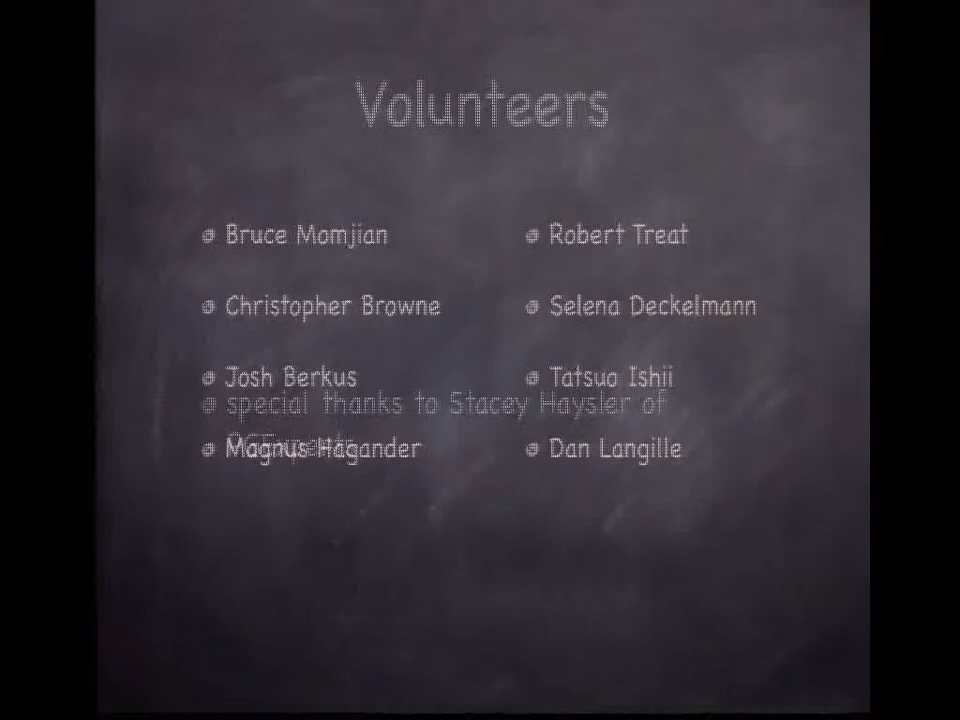 Volunteers
Bruce Momjian
Robert Treat
Christopher Browne
Selena Deckelmann
Josh Berkus
Tatsuo Ishii
special thanks to Stacey Haysler of
Magnus Hagander
Dan Langille